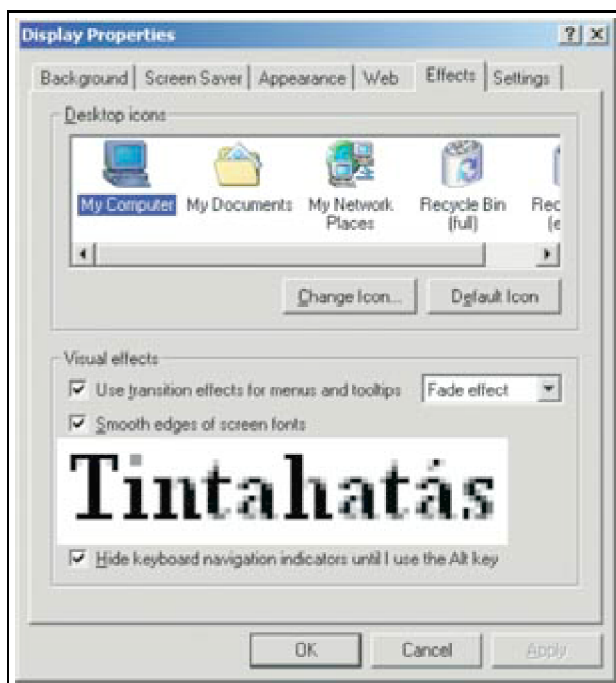 Display Properties
Background Screen Saver Appearance Web Effects Settings
Desktop icons
My Computer My Documents My Network Places Recycle Bin (full) Rec (e
Change Icon... Default Icon
Visual effects
Use transition effects for menus and tooltips Fade effect
Smooth edges of screen fonts
Tintahatás
Hide keyboard navigation indicators until I use the Alt key
OK Cancel Apply